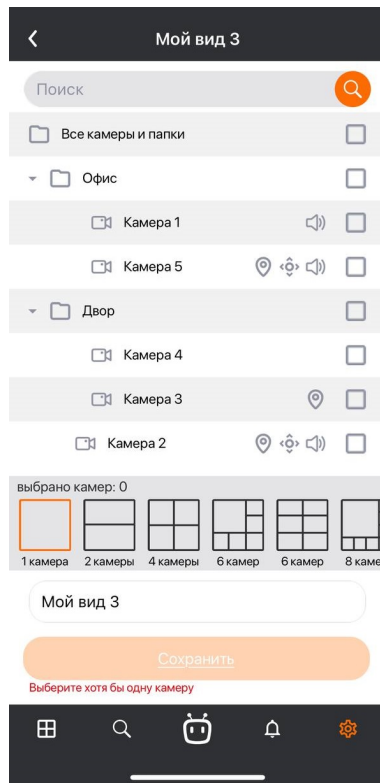 Мой вид 3
Поиск
Все камеры и папки
Офис
Камера 1
Камера 5
Двор
Камера 4
Камера 3
Камера 2
выбрано камер: 0
1 камера 2 камеры 4 камеры 6 камер 6 камер 8 каме
Мой вид 3
Сохранить
Выберите хотя бы одну камеру